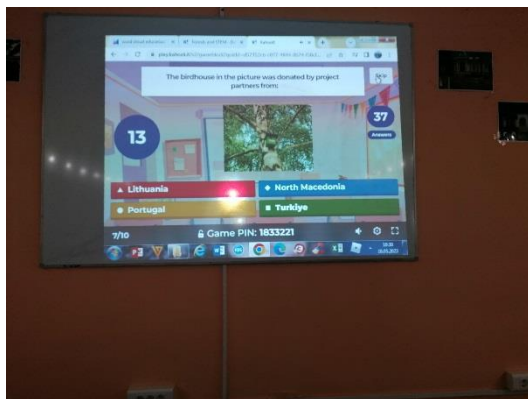 The birdhouse in the picture was donated by project
partners from:
Skip
13
37
Answers
▲ Lithuania
◆ North Macedonia
● Portugal
■ Turkiye
7/10
Game PIN: 1833221